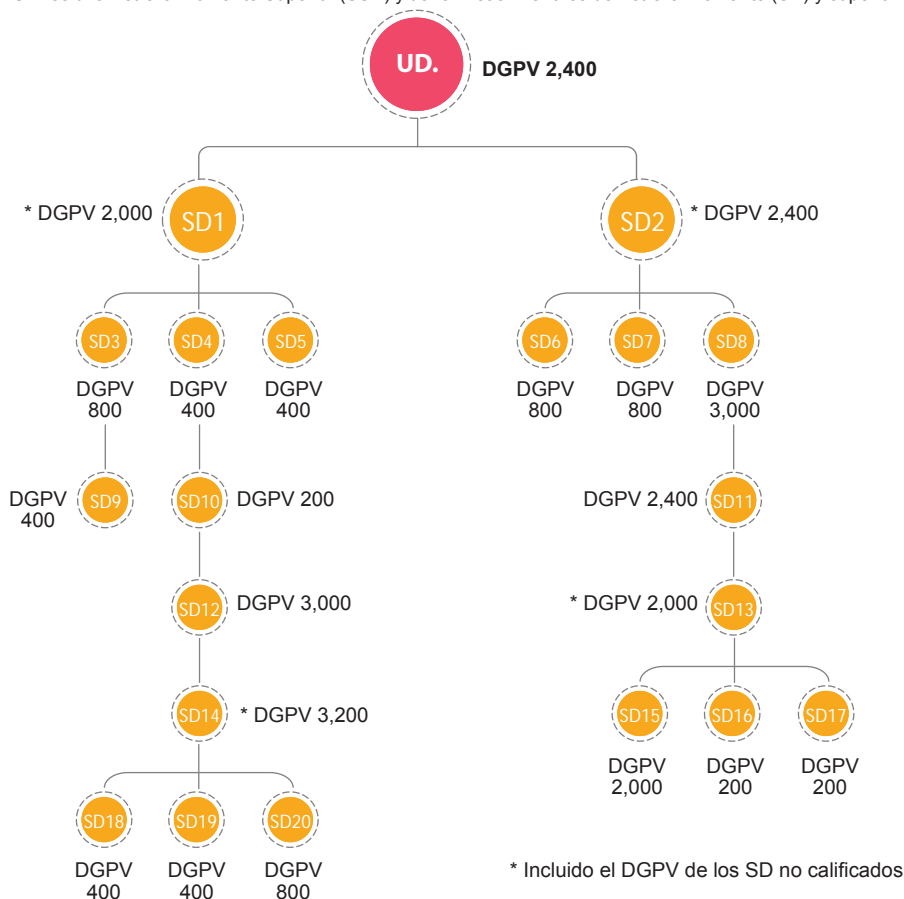 UD.
DGPV 2,400
* DGPV 2,000
SD1
SD2
* DGPV 2,400
SD3
SD4
SD5
SD6
SD7
SD8
DGPV
800
DGPV
400
DGPV
400
DGPV
800
DGPV
800
DGPV
3,000
DGPV
400
SD9
SD10
DGPV 200
DGPV 2,400
SD11
SD12
DGPV 3,000
* DGPV 2,000
SD13
SD14
* DGPV 3,200
SD15
SD16
SD17
DGPV
2,000
DGPV
200
DGPV
200
SD18
SD19
SD20
DGPV
400
DGPV
400
DGPV
800
* Incluido el DGPV de los SD no calificados